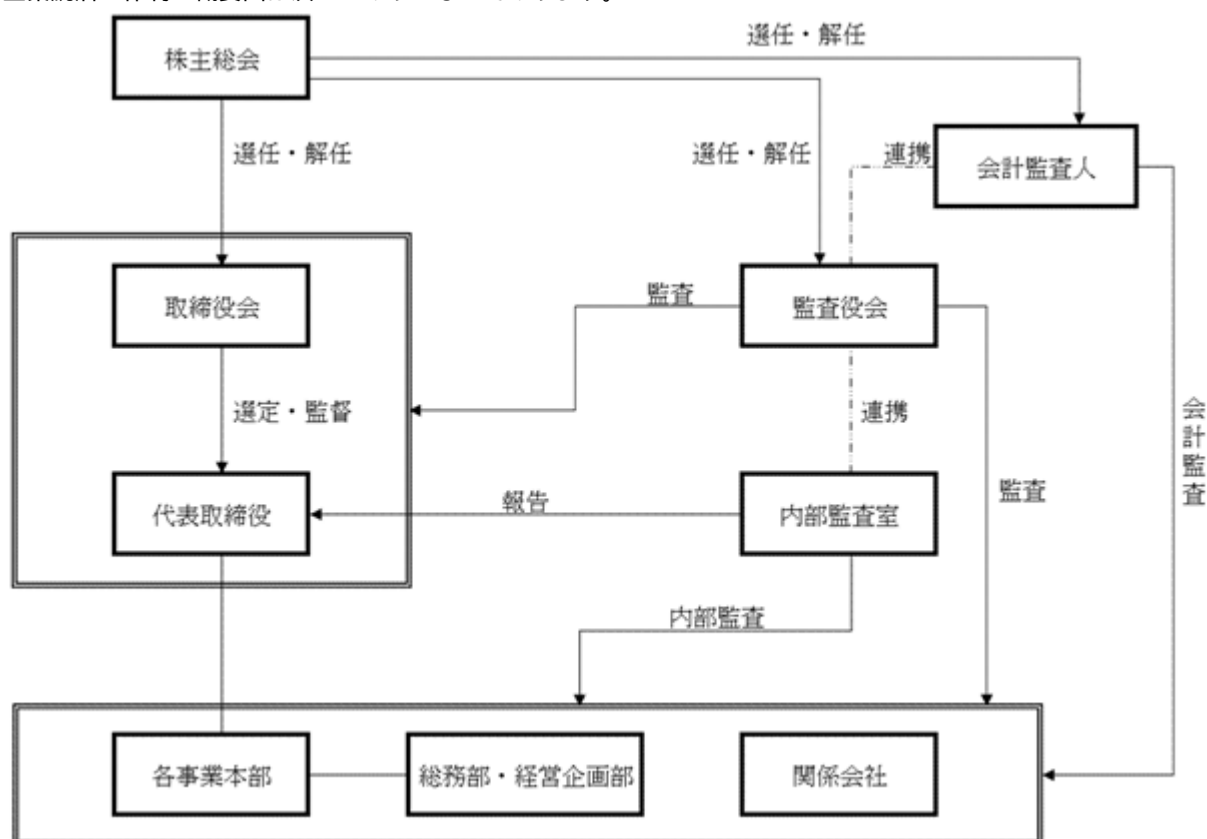 選任・解任
株主総会
選任・解任
選任・解任
連携
会計監査人
取締役会
監査
監査役会
選定・監督
連携
会計監査
代表取締役
報告
内部監査室
監査
内部監査
各事業本部
総務部・経営企画部
関係会社